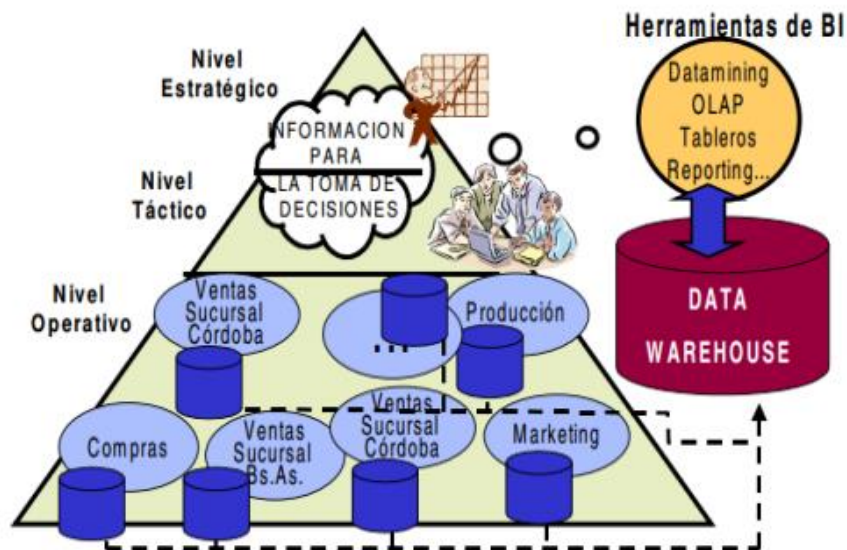 Herramientas de BI
Nivel
Estratégico
Datamining
OLAP
Tableros
Reporting...
INFORMACION
PARA
LA TOMA DE
DECISIONES
Nivel
Táctico
DATA
WAREHOUSE
Nivel
Operativo
Ventas
Sucursal
Córdoba
...
Producción
Compras
Ventas
Sucursal
Bs.As.
Ventas
Sucursal
Córdoba
Marketing